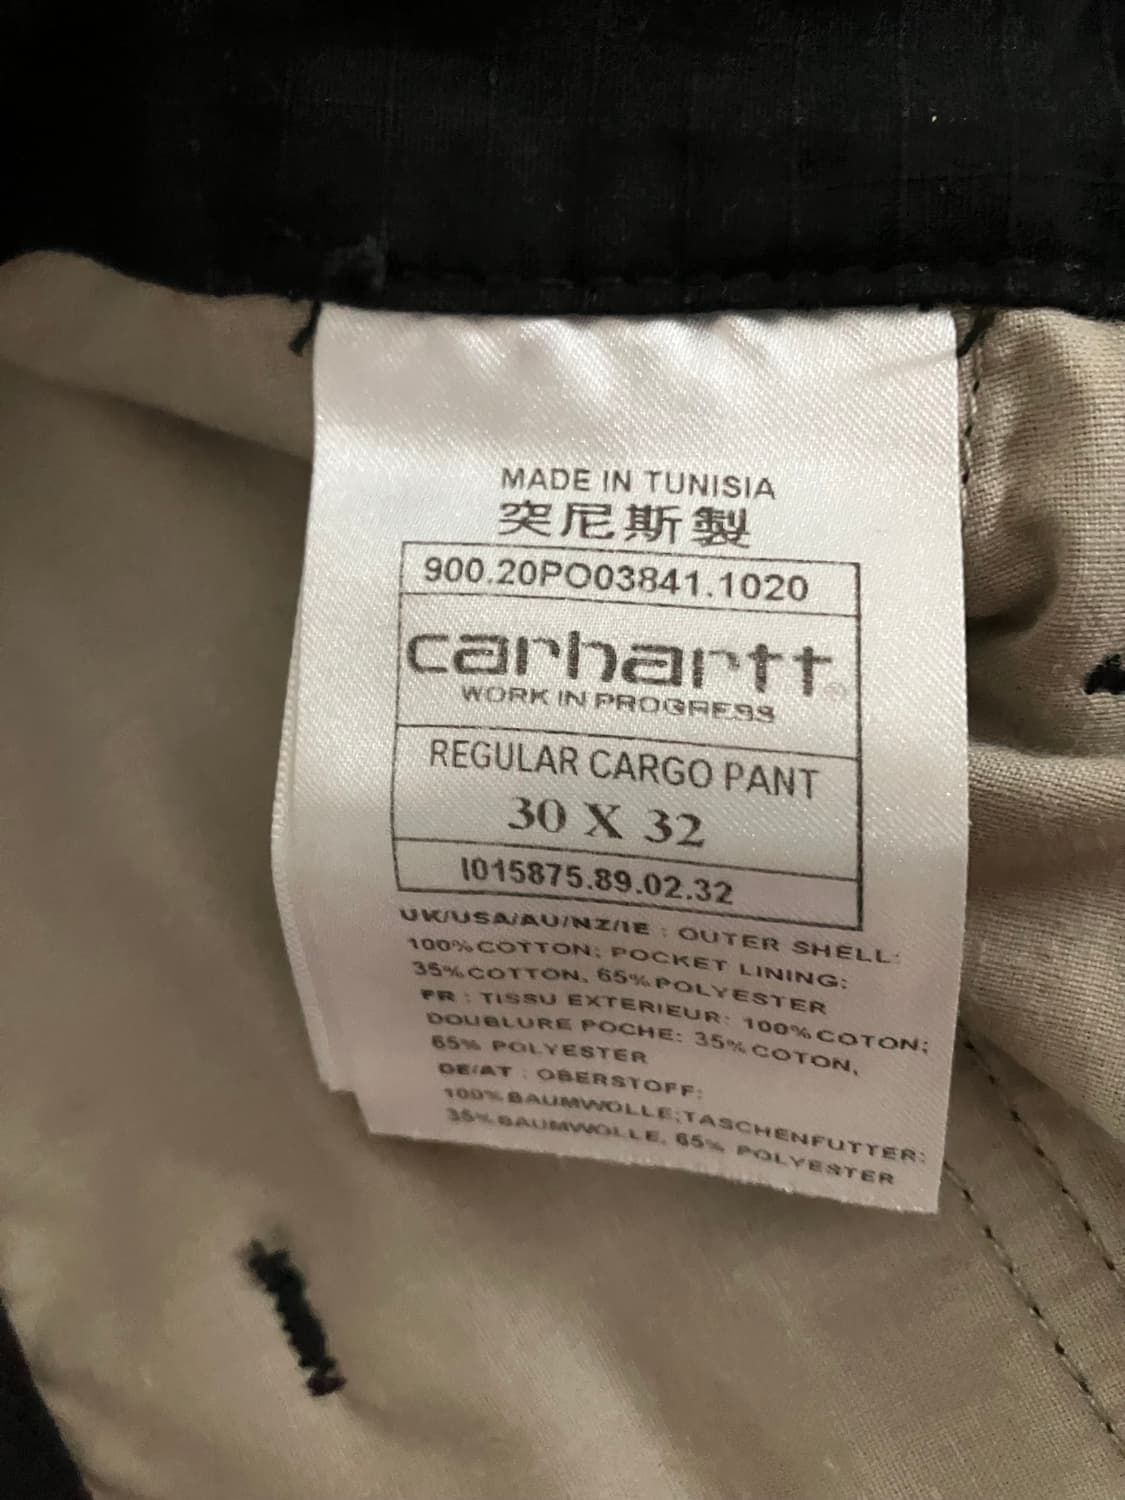 MADE IN TUNISIA
突尼斯製
900.20PO03841.1020
carhartt®
WORK IN PROGRESS
REGULAR CARGO PANT
30 X 32
I015875.89.02.32
UK/USA/AU/NZ/IE : OUTER SHELL:
100%COTTON; POCKET LINING:
35%COTTON, 65%POLYESTER
FR : TISSU EXTERIEUR: 100%COTON;
DOUBLURE POCHE: 35%COTON,
65% POLYESTER
DE/AT : OBERSTOFF:
100%BAUMWOLLE;TASCHENFUTTER:
35%BAUMWOLLE, 65% POLYESTER